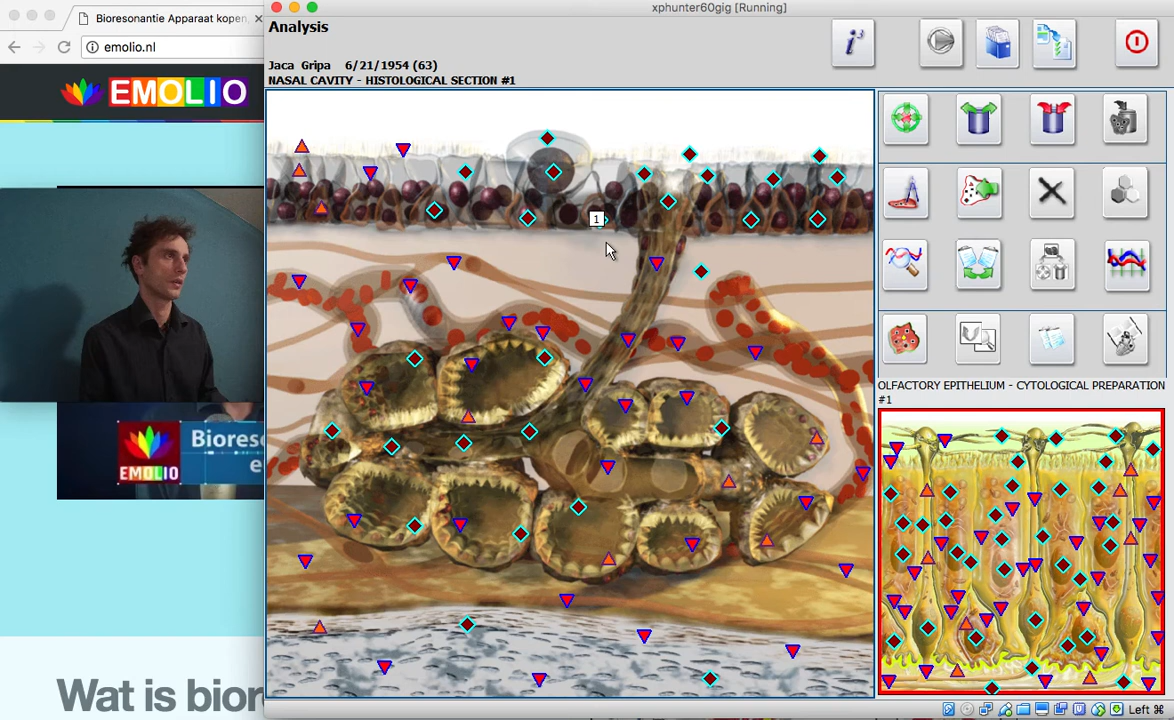 Bioresonantie Apparaat kopen,
emolio.nl
EMOLIO
xphunter60gig [Running]
Analysis
Jaca Gripa 6/21/1954 (63)
NASAL CAVITY - HISTOLOGICAL SECTION #1
1
OLFACTORY EPITHELIUM - CYTOLOGICAL PREPARATION
#1
EMOLIO
Biores
e
Wat is bior
Left ⌘